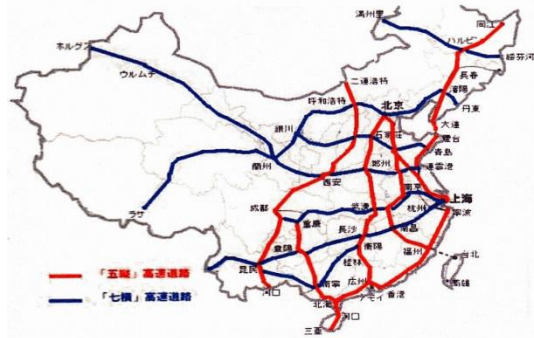 満州里
同江
ハルビン
綏芬河
ホルゴス
ウルムチ
二連浩特
長春
瀋陽
呼和浩特
北京
丹東
大連
銀川
石家荘
煙台
青島
蘭州
鄭州
連雲港
西安
南京
上海
ラサ
成都
武漢
杭州
寧波
重慶
長沙
南昌
貴陽
衡陽
福州
台北
昆民
桂林
「五縦」高速道路
河口
南寧
広州
高雄
「七横」高速道路
北海
香港
海口
三亜